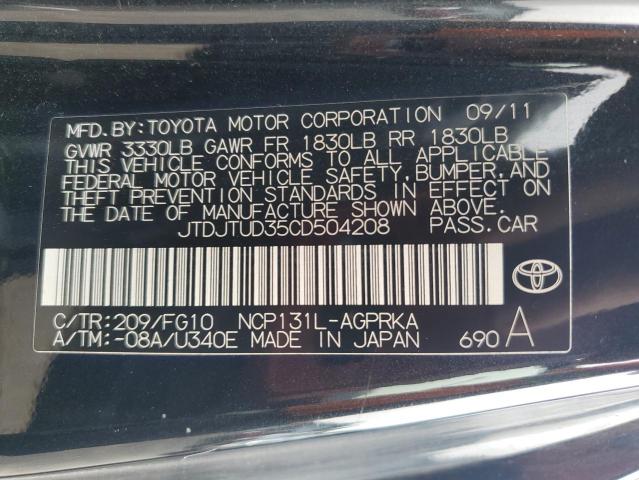 MFD.BY:TOYOTA MOTOR CORPORATION 09/11
GVWR 3330LB GAWR FR 1830LB RR 1830LB
THIS VEHICLE CONFORMS TO ALL APPLICABLE
FEDERAL MOTOR VEHICLE SAFETY,BUMPER,AND
THEFT PREVENTION STANDARDS IN EFFECT ON
THE DATE OF MANUFACTURE SHOWN ABOVE.
JTDJTUD35CD504208 PASS.CAR
C/TR:209/FG10 NCP131L-AGPRKA
A/TM:-08A/U340E MADE IN JAPAN 690 A